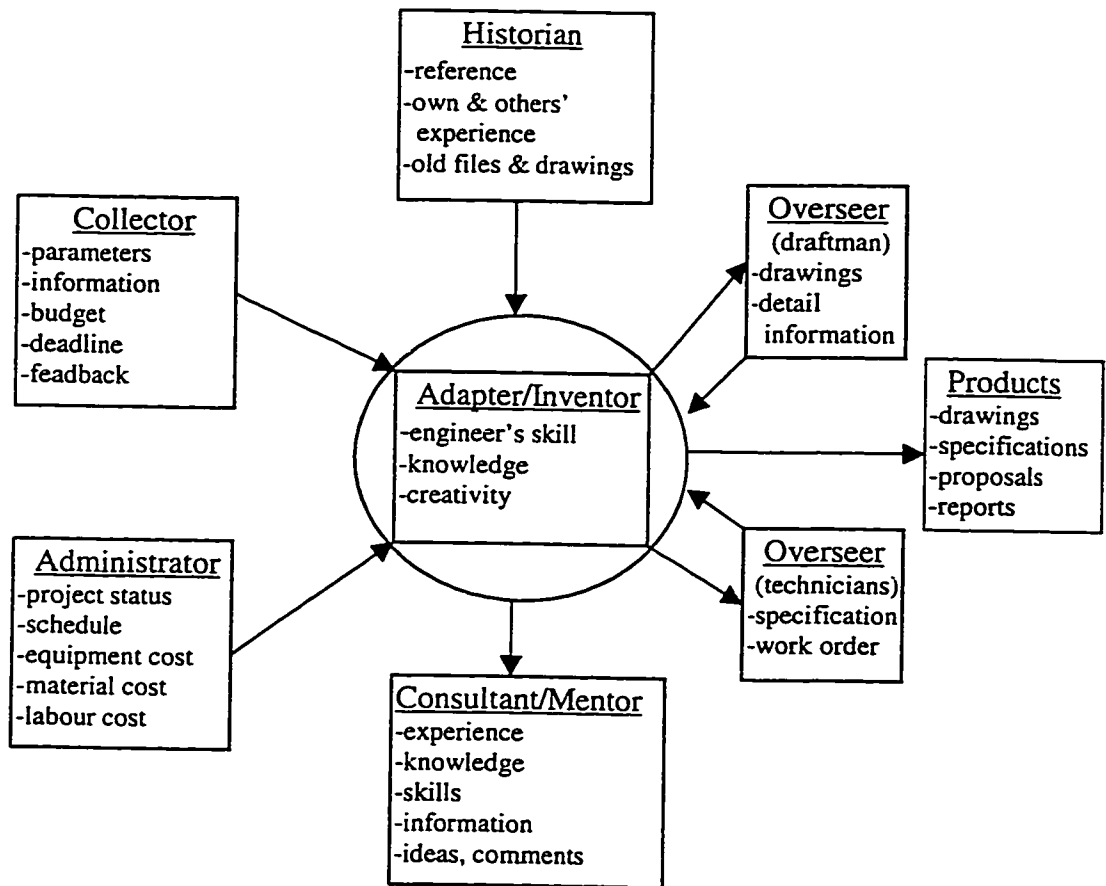 Historian
-reference
-own & others'
experience
-old files & drawings
Collector
-parameters
-information
-budget
-deadline
-feadback
Overseer
(draftman)
-drawings
-detail
information
Adapter/Inventor
-engineer's skill
-knowledge
-creativity
Products
-drawings
-specifications
-proposals
-reports
Administrator
-project status
-schedule
-equipment cost
-material cost
-labour cost
Overseer
(technicians)
-specification
-work order
Consultant/Mentor
-experience
-knowledge
-skills
-information
-ideas, comments